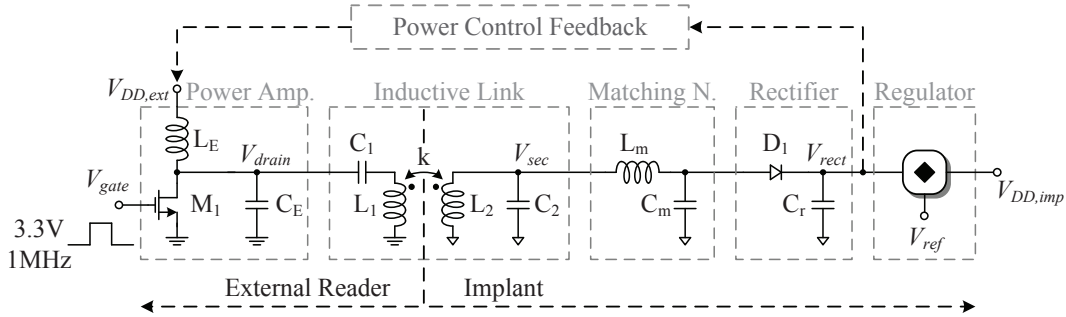 Power Control Feedback
V_DD,ext
Power Amp.
Inductive Link
Matching N.
Rectifier
Regulator
L_E
V_drain
C_1
k
V_sec
L_m
D_1
V_rect
V_gate
M_1
C_E
L_1
L_2
C_2
C_m
C_r
V_DD,imp
V_ref
3.3V
1MHz
External Reader
Implant